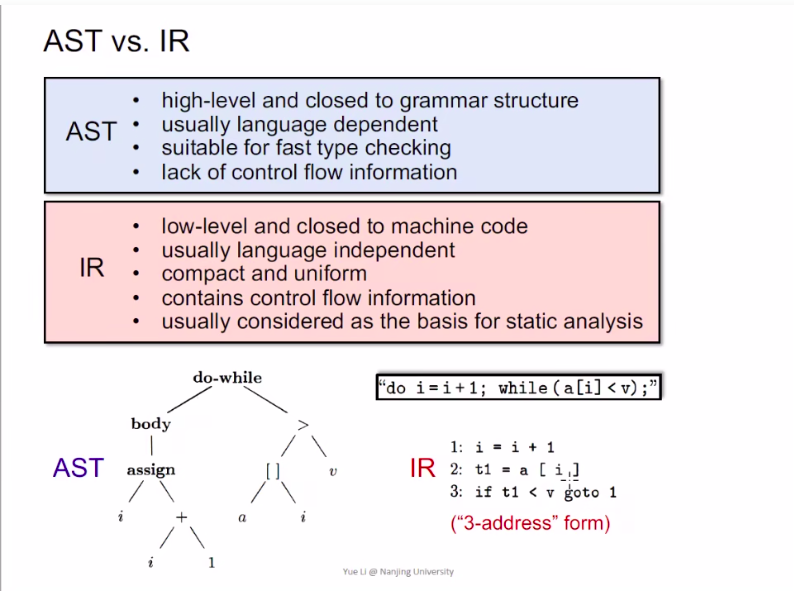 AST vs. IR
AST
• high-level and closed to grammar structure
• usually language dependent
• suitable for fast type checking
• lack of control flow information
IR
• low-level and closed to machine code
• usually language independent
• compact and uniform
• contains control flow information
• usually considered as the basis for static analysis
AST
do-while
body >
assign [ ] v
i + a i
i 1
“do i=i+1; while(a[i]<v);”
IR
1: i = i + 1
2: t1 = a [ i ]
3: if t1 < v goto 1
(“3-address” form)
Yue Li @ Nanjing University